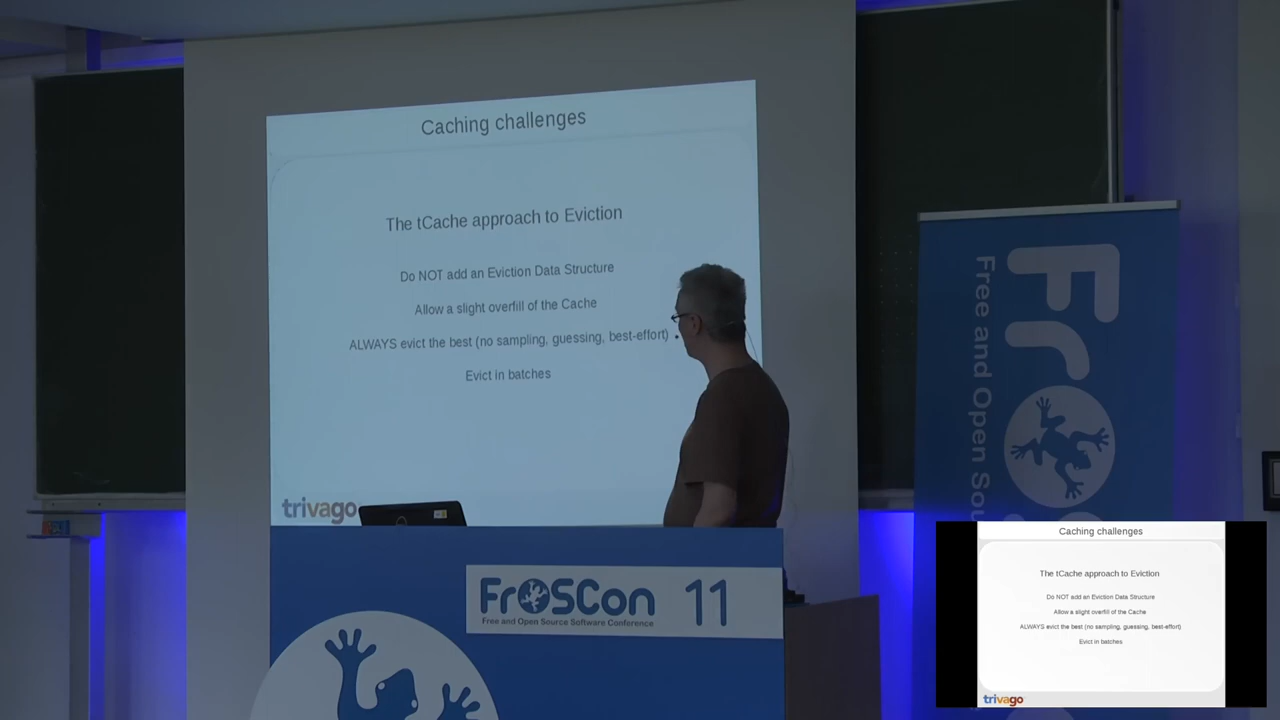 Caching challenges
The tCache approach to Eviction
Do NOT add an Eviction Data Structure
Allow a slight overfill of the Cache
ALWAYS evict the best (no sampling, guessing, best-effort)
Evict in batches
trivago
FrOSCon 11
Free and Open Source Software Conference
FrOS
Free and Open Sou
Caching challenges
The tCache approach to Eviction
Do NOT add an Eviction Data Structure
Allow a slight overfill of the Cache
ALWAYS evict the best (no sampling, guessing, best-effort)
Evict in batches
trivago